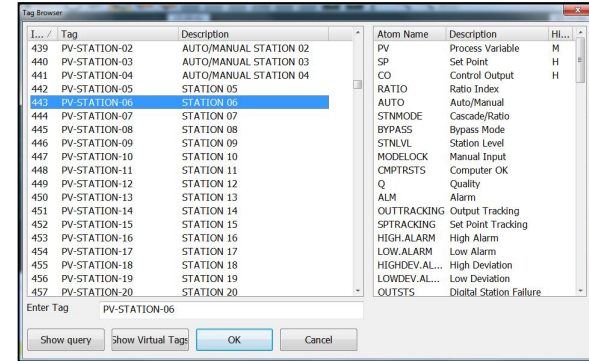 Tag Browser
I... / Tag Description
439 PV-STATION-02 AUTO/MANUAL STATION 02
440 PV-STATION-03 AUTO/MANUAL STATION 03
441 PV-STATION-04 AUTO/MANUAL STATION 04
442 PV-STATION-05 STATION 05
443 PV-STATION-06 STATION 06
444 PV-STATION-07 STATION 07
445 PV-STATION-08 STATION 08
446 PV-STATION-09 STATION 09
447 PV-STATION-10 STATION 10
448 PV-STATION-11 STATION 11
449 PV-STATION-12 STATION 12
450 PV-STATION-13 STATION 13
451 PV-STATION-14 STATION 14
452 PV-STATION-15 STATION 15
453 PV-STATION-16 STATION 16
454 PV-STATION-17 STATION 17
455 PV-STATION-18 STATION 18
456 PV-STATION-19 STATION 19
457 PV-STATION-20 STATION 20
Atom Name Description Hi...
PV Process Variable M
SP Set Point H
CO Control Output H
RATIO Ratio Index
AUTO Auto/Manual
STNMODE Cascade/Ratio
BYPASS Bypass Mode
STNLVL Station Level
MODELOCK Manual Input
CMPTRSTS Computer OK
Q Quality
ALM Alarm
OUTTRACKING Output Tracking
SPTRACKING Set Point Tracking
HIGH.ALARM High Alarm
LOW.ALARM Low Alarm
HIGHDEV.AL... High Deviation
LOWDEV.AL... Low Deviation
OUTSTS Digital Station Failure
Enter Tag PV-STATION-06
Show query Show Virtual Tags OK Cancel